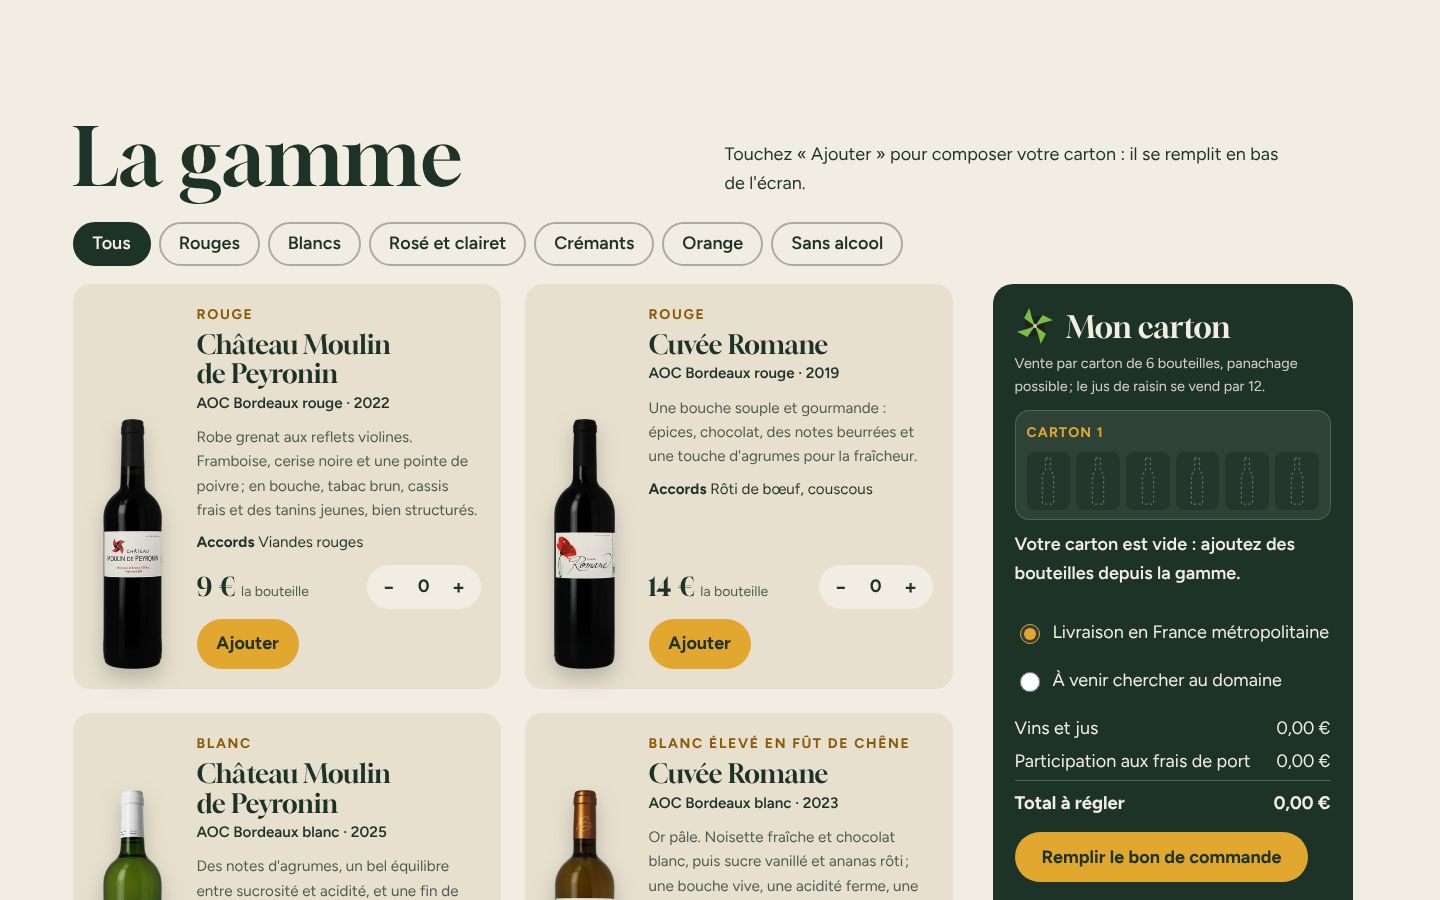 La gamme
Touchez « Ajouter » pour composer votre carton : il se remplit en bas
de l'écran.
Tous
Rouges
Blancs
Rosé et clairet
Crémants
Orange
Sans alcool
ROUGE
Château Moulin
de Peyronin
AOC Bordeaux rouge · 2022
Robe grenat aux reflets violines.
Framboise, cerise noire et une pointe de
poivre ; en bouche, tabac brun, cassis
frais et des tanins jeunes, bien structurés.
Accords Viandes rouges
9 € la bouteille
− 0 +
Ajouter
CHÂTEAU
MOULIN DE PEYRONIN
ROUGE
Cuvée Romane
AOC Bordeaux rouge · 2019
Une bouche souple et gourmande :
épices, chocolat, des notes beurrées et
une touche d'agrumes pour la fraîcheur.
Accords Rôti de bœuf, couscous
14 € la bouteille
− 0 +
Ajouter
Romane
BLANC
Château Moulin
de Peyronin
AOC Bordeaux blanc · 2025
Des notes d'agrumes, un bel équilibre
entre sucrosité et acidité, et une fin de
BLANC ÉLEVÉ EN FÛT DE CHÊNE
Cuvée Romane
AOC Bordeaux blanc · 2023
Or pâle. Noisette fraîche et chocolat
blanc, puis sucre vanillé et ananas rôti ;
une bouche vive, une acidité ferme, une
Mon carton
Vente par carton de 6 bouteilles, panachage
possible ; le jus de raisin se vend par 12.
CARTON 1
Votre carton est vide : ajoutez des
bouteilles depuis la gamme.
Livraison en France métropolitaine
À venir chercher au domaine
Vins et jus 0,00 €
Participation aux frais de port 0,00 €
Total à régler 0,00 €
Remplir le bon de commande